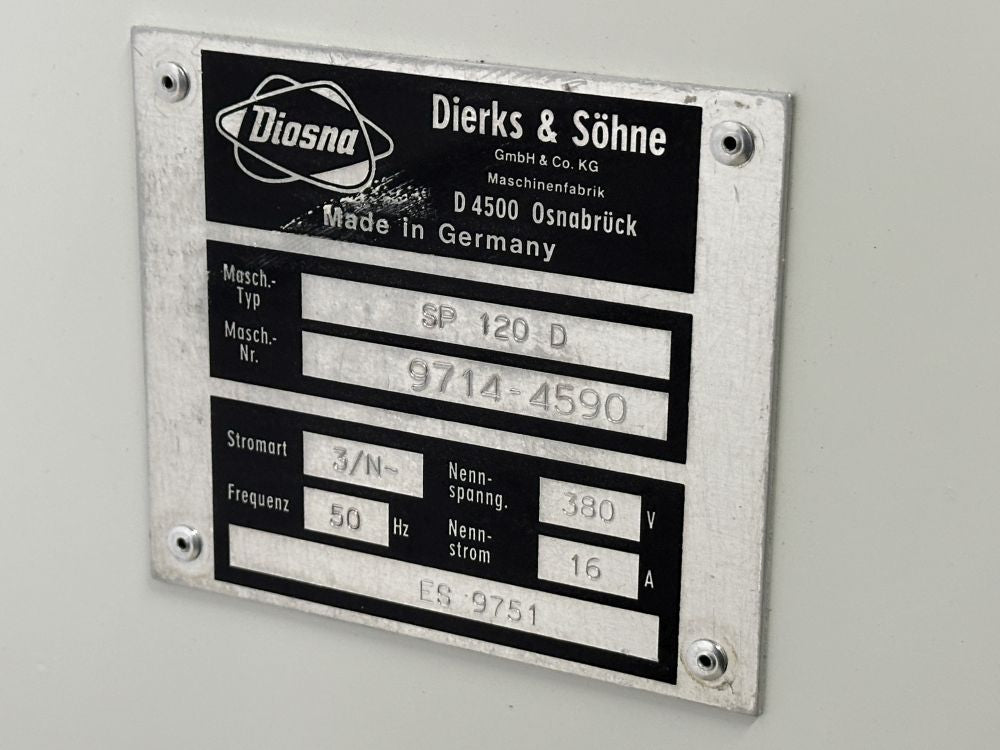 Diosna
Dierks & Söhne
GmbH & Co. KG
Maschinenfabrik
D 4500 Osnabrück
Made in Germany
Masch.-
Typ
SP 120 D
Masch.-
Nr.
9714-4590
Stromart
3/N~
Nenn-
spanng.
380
V
Frequenz
50
Hz
Nenn-
strom
16
A
ES 9751